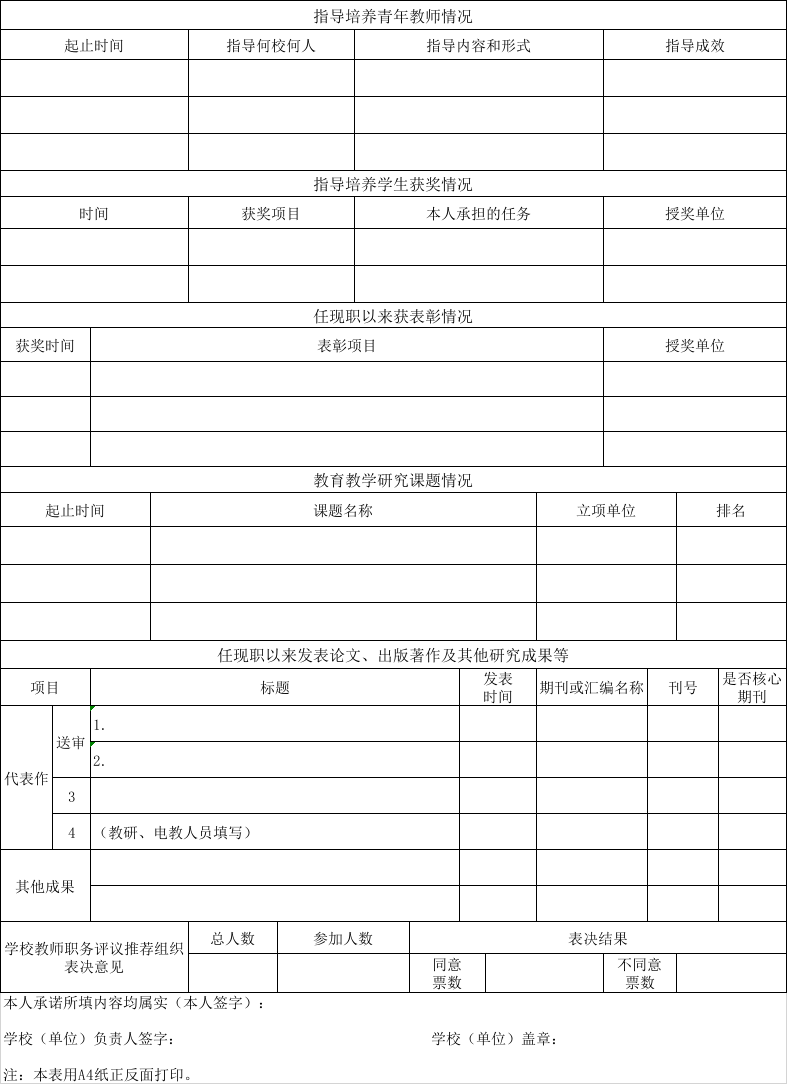 指导培养青年教师情况
起止时间 指导何校何人 指导内容和形式 指导成效
指导培养学生获奖情况
时间 获奖项目 本人承担的任务 授奖单位
任现职以来获表彰情况
获奖时间 表彰项目 授奖单位
教育教学研究课题情况
起止时间 课题名称 立项单位 排名
任现职以来发表论文、出版著作及其他研究成果等
项目 标题 发表
时间 期刊或汇编名称 刊号 是否核心
期刊
代表作 送审 1.
2.
3
4 （教研、电教人员填写）
其他成果
学校教师职务评议推荐组织
表决意见 总人数 参加人数 表决结果
同意
票数 不同意
票数
本人承诺所填内容均属实（本人签字）：
学校（单位）负责人签字： 学校（单位）盖章：
注：本表用A4纸正反面打印。